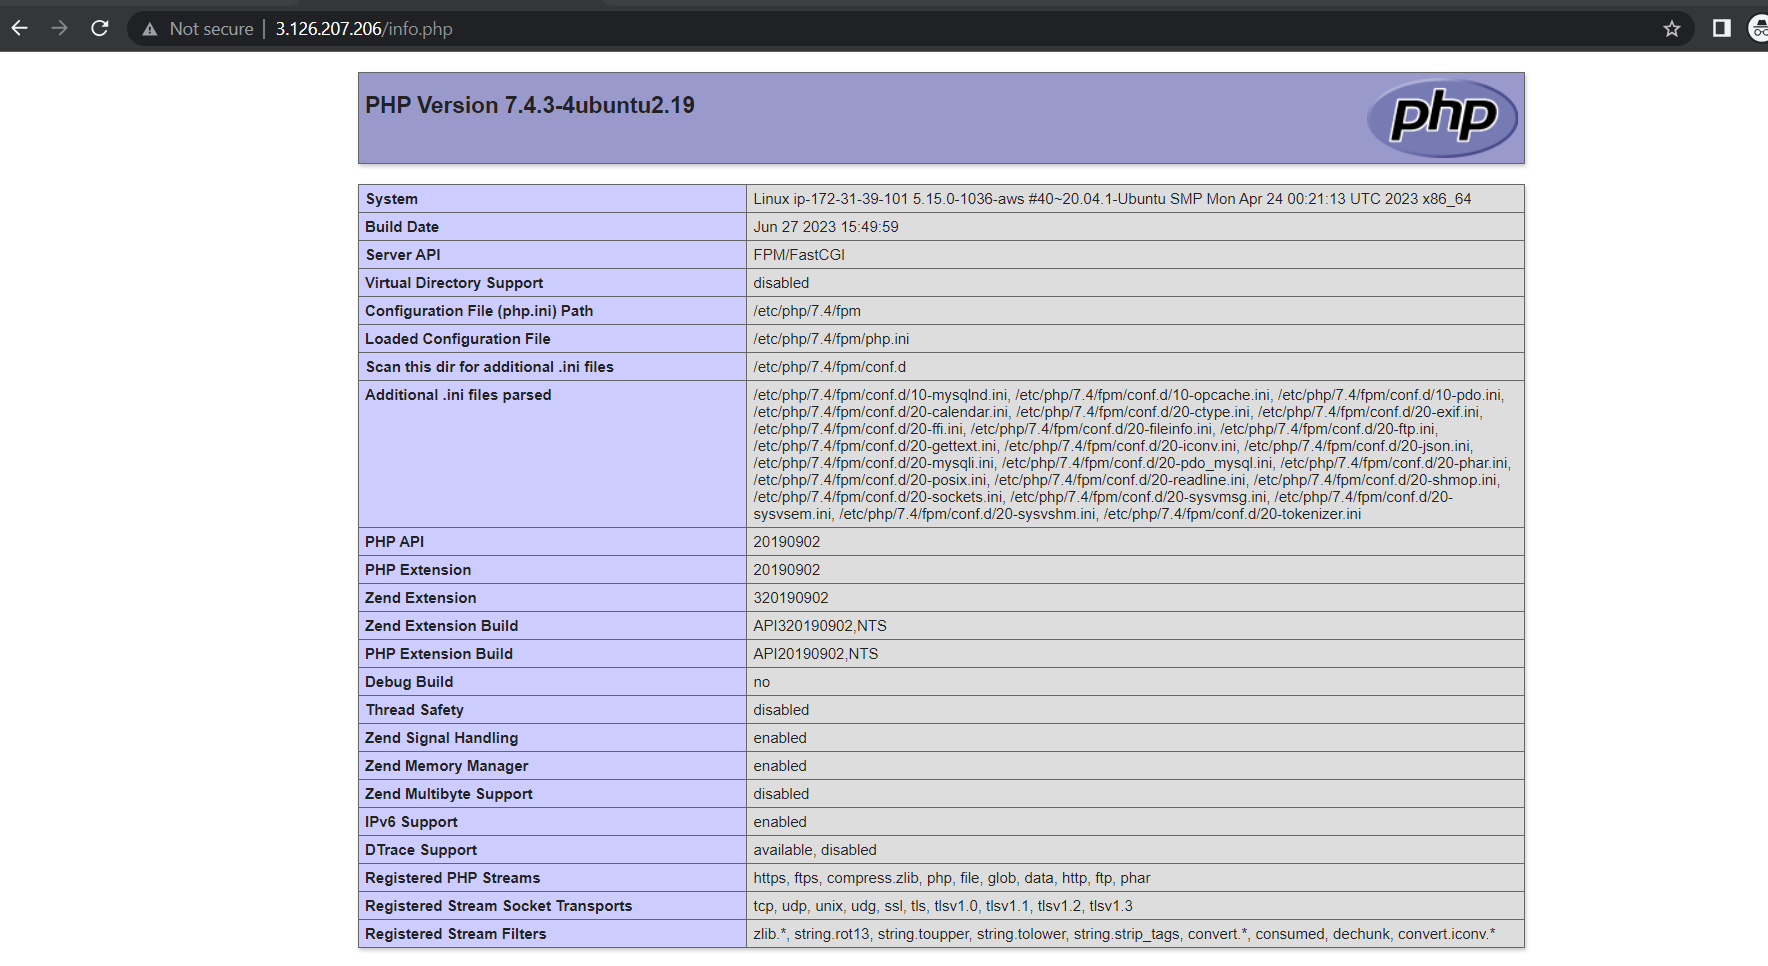 Not secure | 3.126.207.206/info.php
PHP Version 7.4.3-4ubuntu2.19
php
System Linux ip-172-31-39-101 5.15.0-1036-aws #40~20.04.1-Ubuntu SMP Mon Apr 24 00:21:13 UTC 2023 x86_64
Build Date Jun 27 2023 15:49:59
Server API FPM/FastCGI
Virtual Directory Support disabled
Configuration File (php.ini) Path /etc/php/7.4/fpm
Loaded Configuration File /etc/php/7.4/fpm/php.ini
Scan this dir for additional .ini files /etc/php/7.4/fpm/conf.d
Additional .ini files parsed /etc/php/7.4/fpm/conf.d/10-mysqlnd.ini, /etc/php/7.4/fpm/conf.d/10-opcache.ini, /etc/php/7.4/fpm/conf.d/10-pdo.ini,
/etc/php/7.4/fpm/conf.d/20-calendar.ini, /etc/php/7.4/fpm/conf.d/20-ctype.ini, /etc/php/7.4/fpm/conf.d/20-exif.ini,
/etc/php/7.4/fpm/conf.d/20-ffi.ini, /etc/php/7.4/fpm/conf.d/20-fileinfo.ini, /etc/php/7.4/fpm/conf.d/20-ftp.ini,
/etc/php/7.4/fpm/conf.d/20-gettext.ini, /etc/php/7.4/fpm/conf.d/20-iconv.ini, /etc/php/7.4/fpm/conf.d/20-json.ini,
/etc/php/7.4/fpm/conf.d/20-mysqli.ini, /etc/php/7.4/fpm/conf.d/20-pdo_mysql.ini, /etc/php/7.4/fpm/conf.d/20-phar.ini,
/etc/php/7.4/fpm/conf.d/20-posix.ini, /etc/php/7.4/fpm/conf.d/20-readline.ini, /etc/php/7.4/fpm/conf.d/20-shmop.ini,
/etc/php/7.4/fpm/conf.d/20-sockets.ini, /etc/php/7.4/fpm/conf.d/20-sysvmsg.ini, /etc/php/7.4/fpm/conf.d/20-
sysvsem.ini, /etc/php/7.4/fpm/conf.d/20-sysvshm.ini, /etc/php/7.4/fpm/conf.d/20-tokenizer.ini
PHP API 20190902
PHP Extension 20190902
Zend Extension 320190902
Zend Extension Build API320190902,NTS
PHP Extension Build API20190902,NTS
Debug Build no
Thread Safety disabled
Zend Signal Handling enabled
Zend Memory Manager enabled
Zend Multibyte Support disabled
IPv6 Support enabled
DTrace Support available, disabled
Registered PHP Streams https, ftps, compress.zlib, php, file, glob, data, http, ftp, phar
Registered Stream Socket Transports tcp, udp, unix, udg, ssl, tls, tlsv1.0, tlsv1.1, tlsv1.2, tlsv1.3
Registered Stream Filters zlib.*, string.rot13, string.toupper, string.tolower, string.strip_tags, convert.*, consumed, dechunk, convert.iconv.*